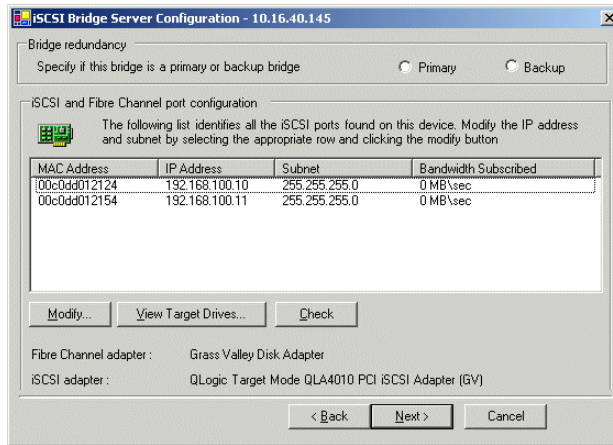 iSCSI Bridge Server Configuration - 10.16.40.145
Bridge redundancy
Specify if this bridge is a primary or backup bridge Primary Backup
iSCSI and Fibre Channel port configuration
The following list identifies all the iSCSI ports found on this device. Modify the IP address
and subnet by selecting the appropriate row and clicking the modify button
MAC Address IP Address Subnet Bandwidth Subscribed
00c0dd012124 192.168.100.10 255.255.255.0 0 MB\sec
00c0dd012154 192.168.100.11 255.255.255.0 0 MB\sec
Modify... View Target Drives... Check
Fibre Channel adapter : Grass Valley Disk Adapter
iSCSI adapter : QLogic Target Mode QLA4010 PCI iSCSI Adapter (GV)
< Back Next > Cancel